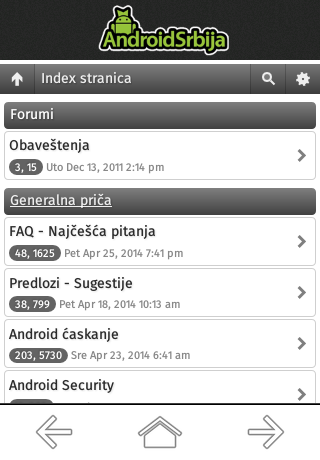 AndroidSrbija
Index stranica
Forumi
Obaveštenja
3, 15 Uto Dec 13, 2011 2:14 pm
Generalna priča
FAQ - Najčešća pitanja
48, 1625 Pet Apr 25, 2014 7:41 pm
Predlozi - Sugestije
38, 799 Pet Apr 18, 2014 10:13 am
Android ćaskanje
203, 5730 Sre Apr 23, 2014 6:41 am
Android Security